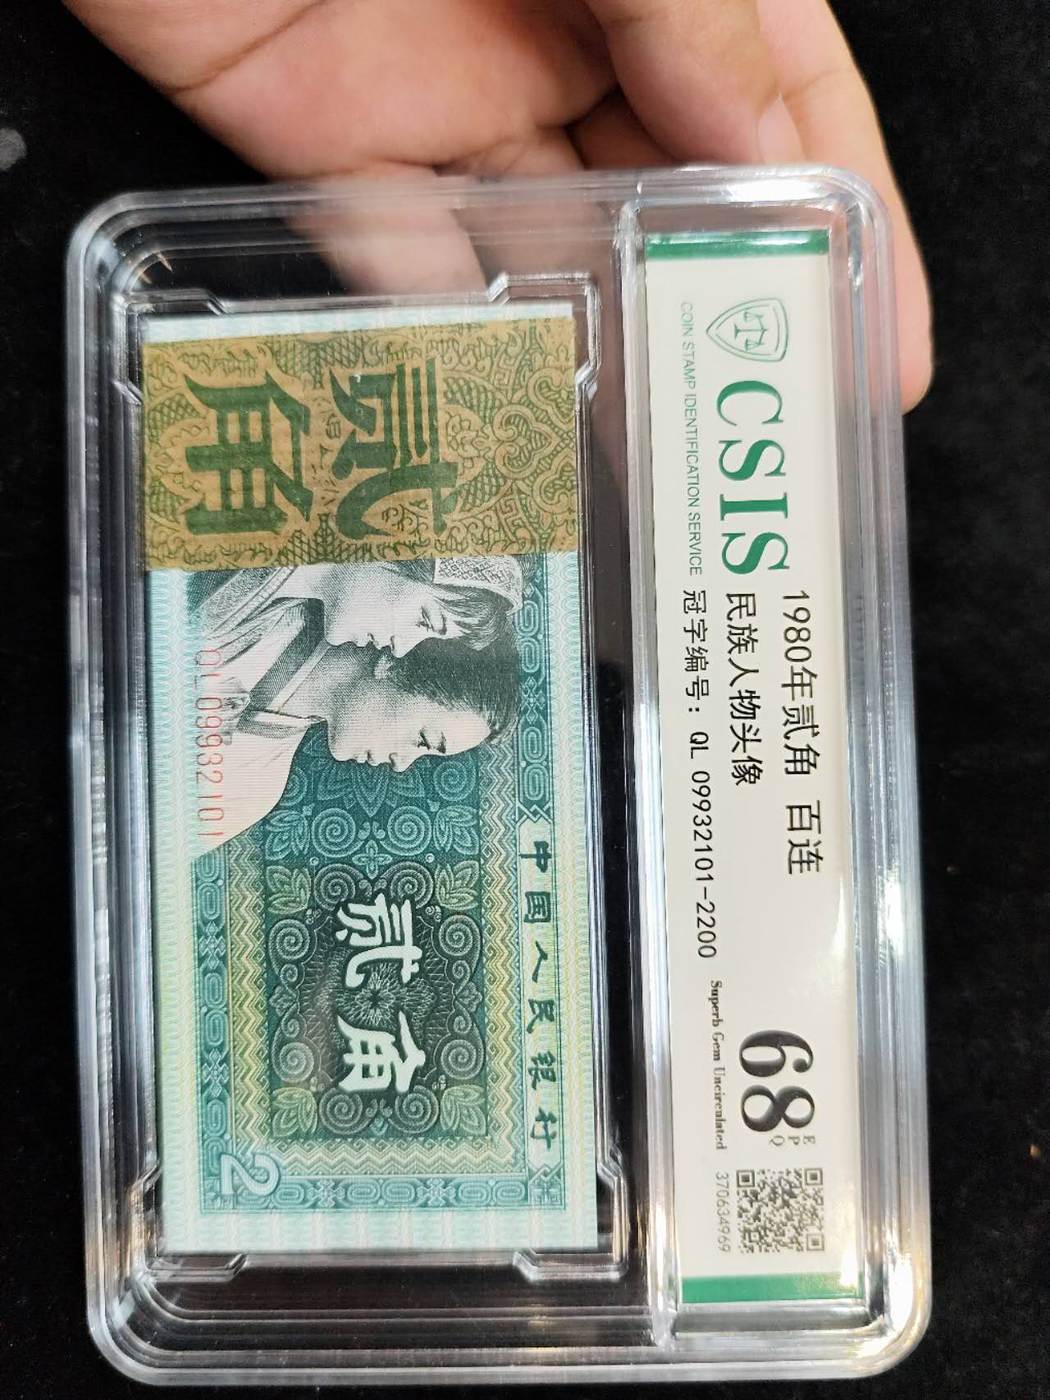 CSIS
COIN STAMP IDENTIFICATION SERVICE
1980年贰角 百连
民族人物头像
冠字编号: QL 09932101-2200
68
EPQ
Superb Gem Uncirculated
37063496769
贰角
QL 09932101
中国人民银行
贰角
2